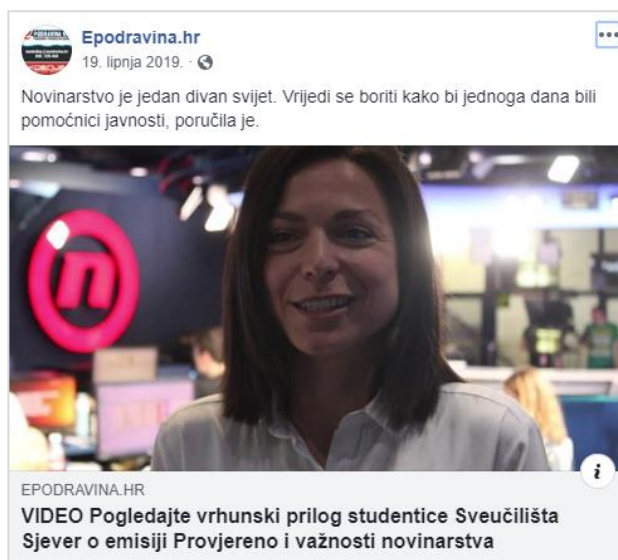 Epodravina.hr
19. lipnja 2019. ·
Novinarstvo je jedan divan svijet. Vrijedi se boriti kako bi jednoga dana bili
pomoćnici javnosti, poručila je.
n
i
EPODRAVINA.HR
VIDEO Pogledajte vrhunski prilog studentice Sveučilišta
Sjever o emisiji Provjereno i važnosti novinarstva